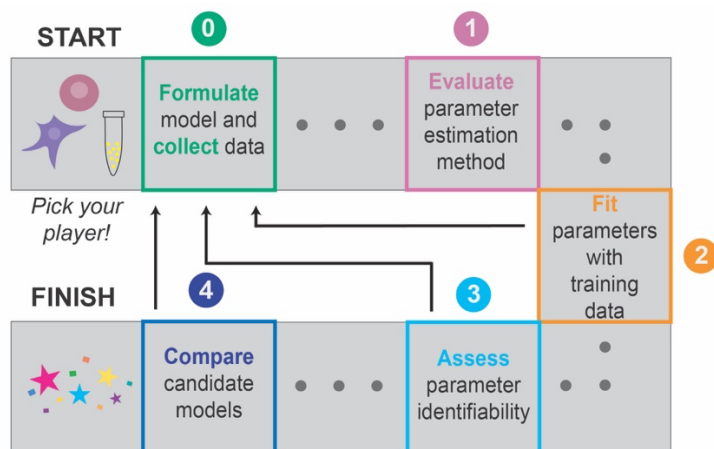 START
0
1
Formulate
model and
collect data
Evaluate
parameter
estimation
method
Pick your
player!
Fit
parameters
with
training
data
2
FINISH
4
3
Compare
candidate
models
Assess
parameter
identifiability